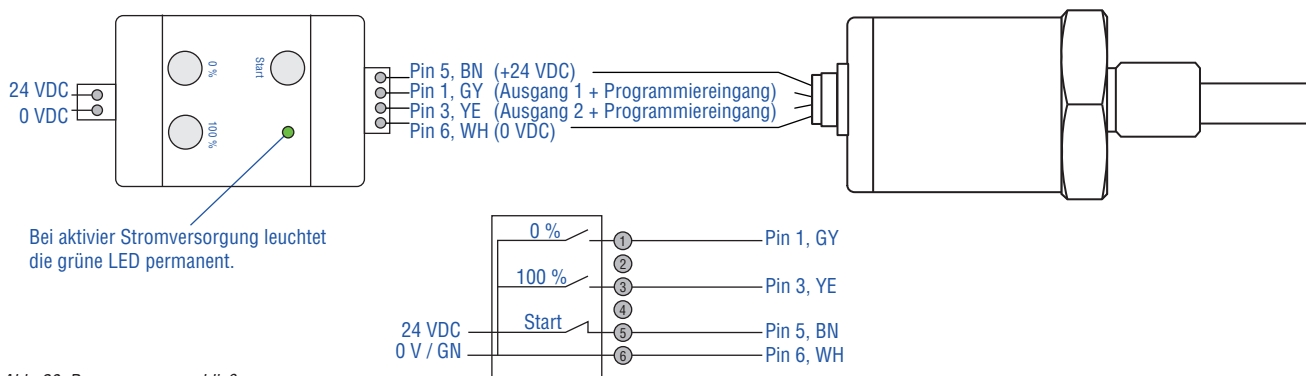 24 VDC
0 VDC
0 %
Start
100 %
Pin 5, BN (+24 VDC)
Pin 1, GY (Ausgang 1 + Programmiereingang)
Pin 3, YE (Ausgang 2 + Programmiereingang)
Pin 6, WH (0 VDC)
Bei aktivier Stromversorgung leuchtet
die grüne LED permanent.
0 %
1
Pin 1, GY
2
100 %
3
Pin 3, YE
4
24 VDC
Start
5
Pin 5, BN
0 V / GN
6
Pin 6, WH